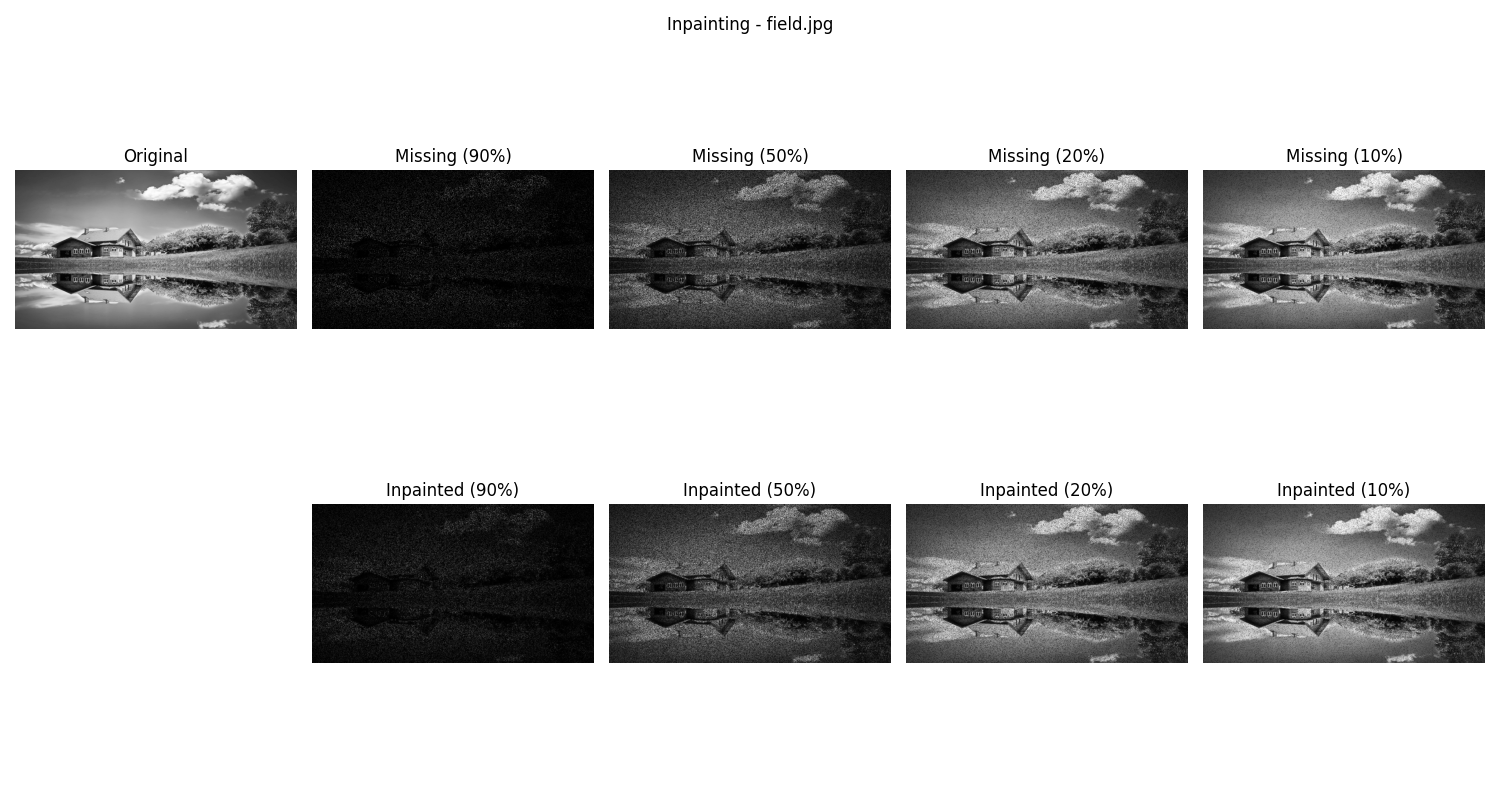 Inpainting - field.jpg
Original
Missing (90%)
Missing (50%)
Missing (20%)
Missing (10%)
Inpainted (90%)
Inpainted (50%)
Inpainted (20%)
Inpainted (10%)